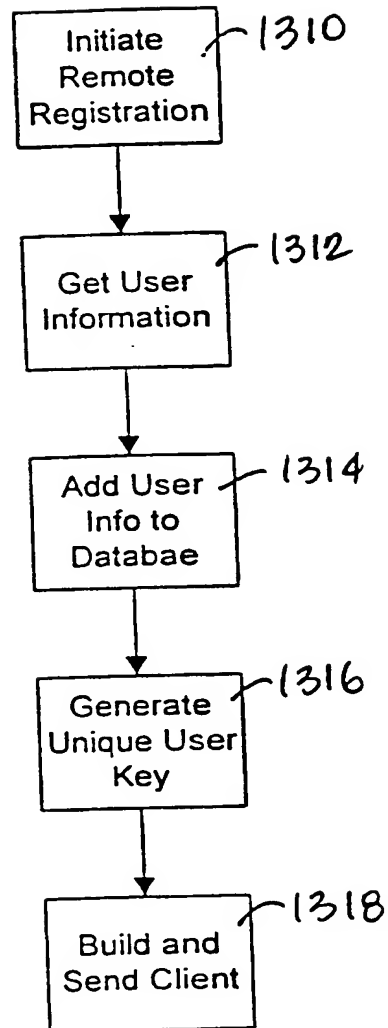 Initiate
Remote
Registration
1310
Get User
Information
1312
Add User
Info to
Databae
1314
Generate
Unique User
Key
1316
Build and
Send Client
1318